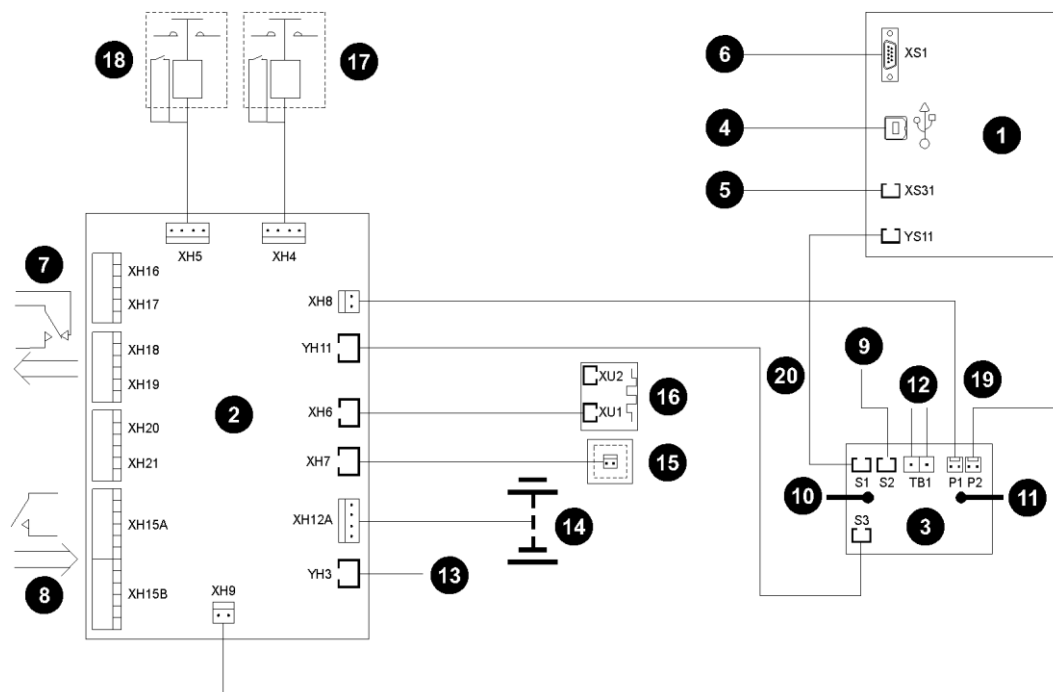 18
17
6
XS1
4
1
5
XS31
YS11
XH5
XH4
7
XH16
XH17
XH8
XH18
YH11
9
XH19
20
XU2
12
19
16
2
XH6
XU1
XH20
XH21
XH7
15
S1
S2
TB1
P1
P2
10
11
XH15A
XH12A
14
S3
3
13
YH3
8
XH15B
XH9